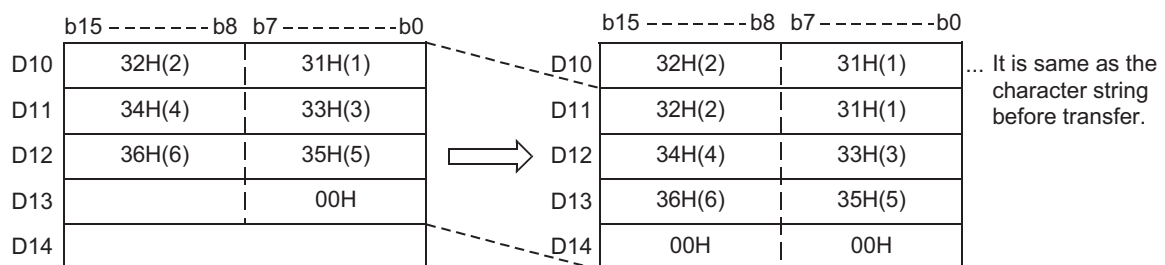 b15 -------b8 b7 ---------b0 b15 -------b8 b7 ---------b0
D10 32H(2) 31H(1) D10 32H(2) 31H(1) ... It is same as the
character string
before transfer.
D11 34H(4) 33H(3) D11 32H(2) 31H(1)
D12 36H(6) 35H(5) D12 34H(4) 33H(3)
D13 00H D13 36H(6) 35H(5)
D14 D14 00H 00H